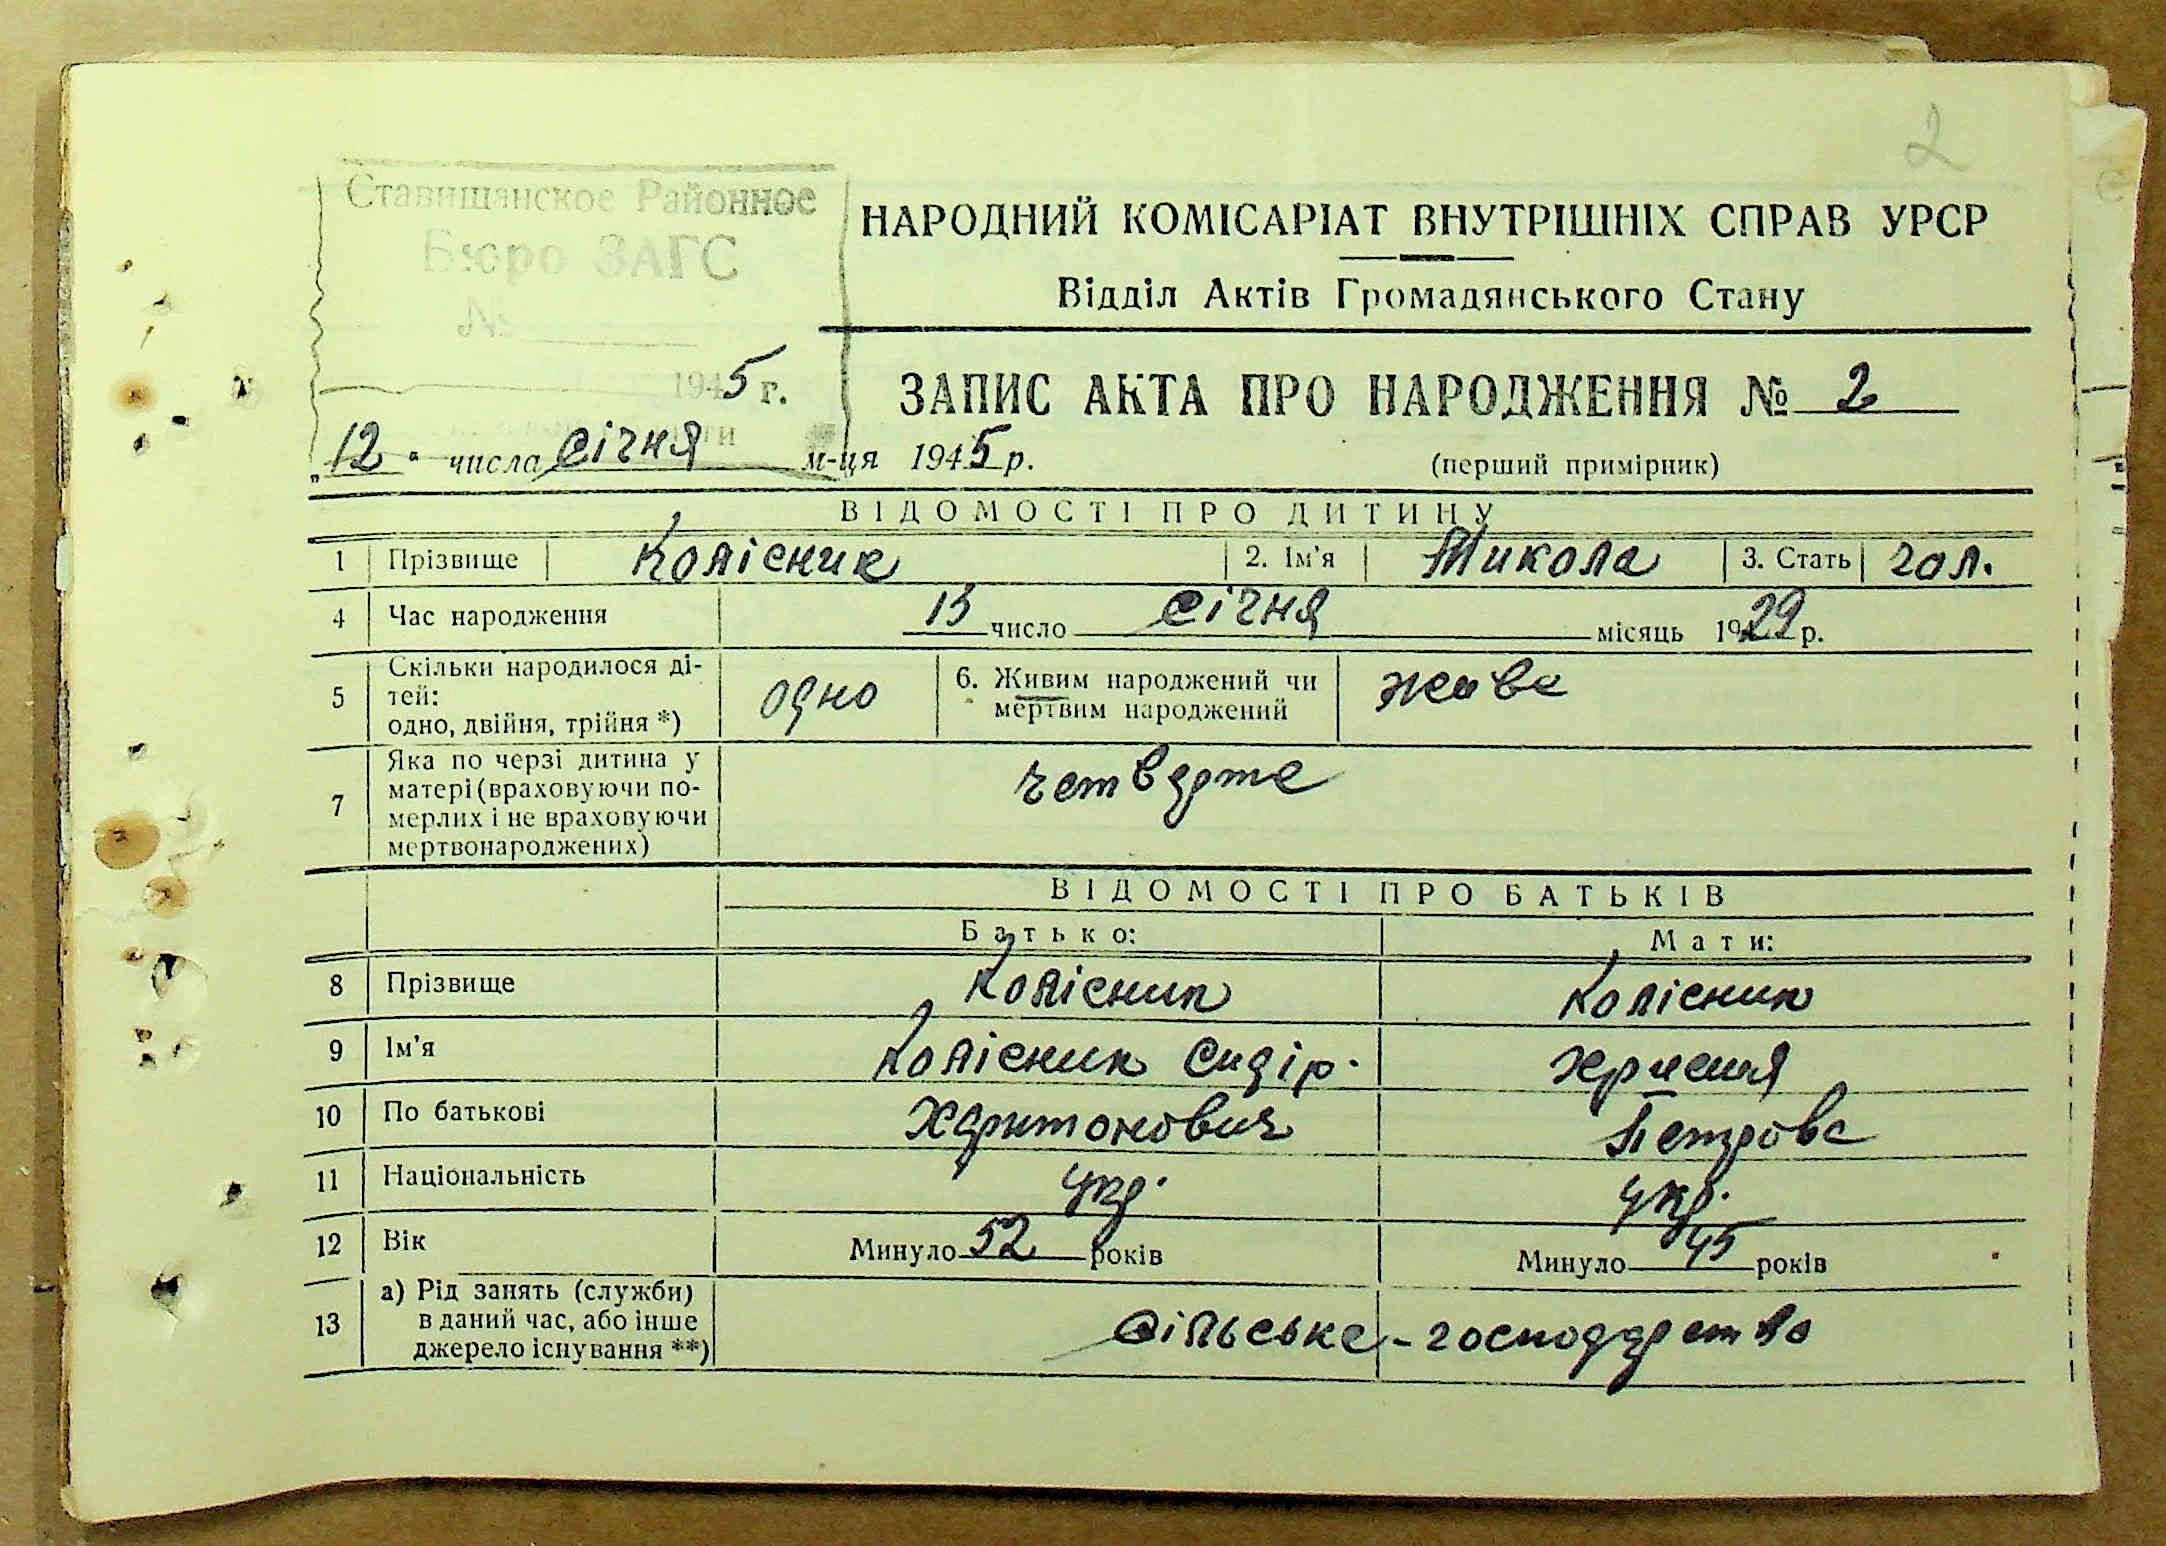 2
Ставищанское Районное
Бюро ЗАГС
№
1945 г.
НАРОДНИЙ КОМІСАРІАТ ВНУТРІШНІХ СПРАВ УРСР
Відділ Актів Громадянського Стану
ЗАПИС АКТА ПРО НАРОДЖЕННЯ № 2
„12" числа січня м-ця 1945 р.
(перший примірник)
ВІДОМОСТІ ПРО ДИТИНУ
1 Прізвище Колісник 2. Ім'я Микола 3. Стать чол.
4 Час народження 13 число січня місяць 1929 р.
5 Скільки народилося ді-
тей:
одно, двійня, трійня *)
одно
6. Живим народжений чи
мертвим народжений
живе
7 Яка по черзі дитина у
матері (враховуючи по-
мерлих і не враховуючи
мертвонароджених)
четварте
ВІДОМОСТІ ПРО БАТЬКІВ
Батько: Мати:
8 Прізвище Колісник Колісник
9 Ім'я Колісник Сидір. Христя
10 По батькові Харитонович Петрова
11 Національність укр. укр.
12 Вік Минуло 52 років Минуло 45 років
13 а) Рід занять (служби)
в даний час, або інше
джерело існування **)
сільське-господарство